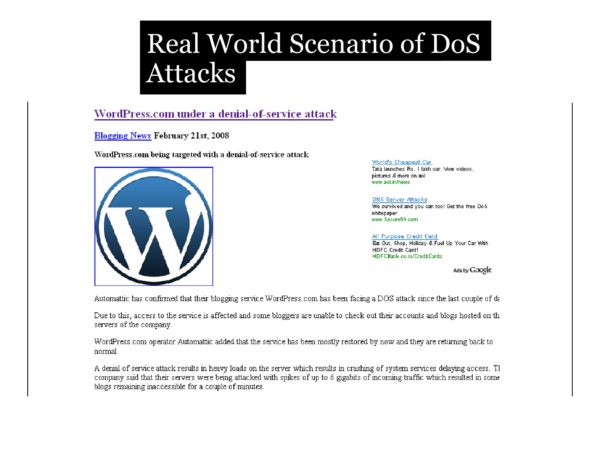 Real World Scenario of DoS
Attacks
WordPress.com under a denial-of-service attack
Blogging News February 21st, 2008
WordPress.com being targeted with a denial-of-service attack
World's Cheapest Car
Tata launches Rs. 1 lakh car. View videos,
pictures & more on aol
www.aol.in/news
DNS Server Attacks
We survived and you can too! Get the free DoS
whitepaper
www.Secure64.com
All Purpose Credit Card
Eat Out, Shop, Holiday & Fuel Up Your Car With
HDFC Credit Card!
HDFCBank.co.in/CreditCards
Ads by Google
W
Automattic has confirmed that their blogging service WordPress.com has been facing a DOS attack since the last couple of
Due to this, access to the service is affected and some bloggers are unable to check out their accounts and blogs hosted on
servers of the company.
WordPress.com operator Automattic added that the service has been mostly restored by now and they are returning back to
normal.
A denial of service attack results in heavy loads on the server which results in crashing of system services delaying access.
company said that their servers were being attacked with spikes of up to 6 gigabits of incoming traffic which resulted in some
blogs remaining inaccessible for a couple of minutes.